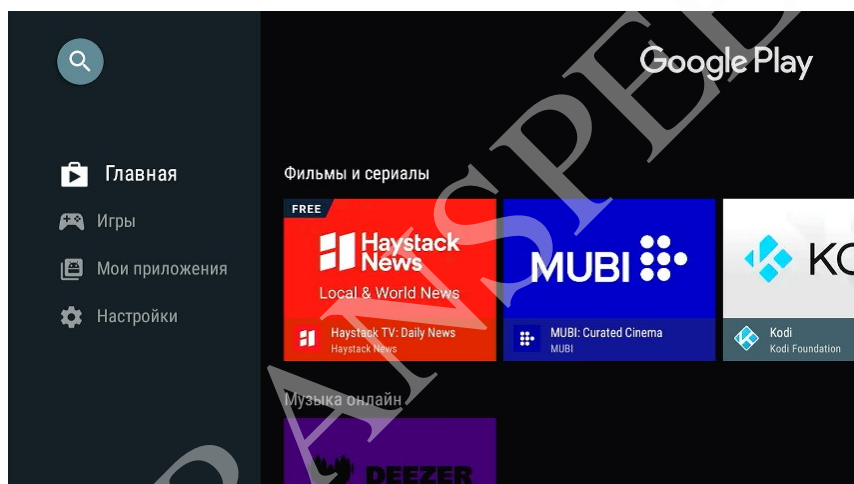 Google Play
Главная
Игры
Мои приложения
Настройки
Фильмы и сериалы
FREE
Haystack
News
Local & World News
Haystack TV: Daily News
Haystack News
MUBI
MUBI: Curated Cinema
MUBI
KO
Kodi
Kodi Foundation
Музыка онлайн
DEEZER